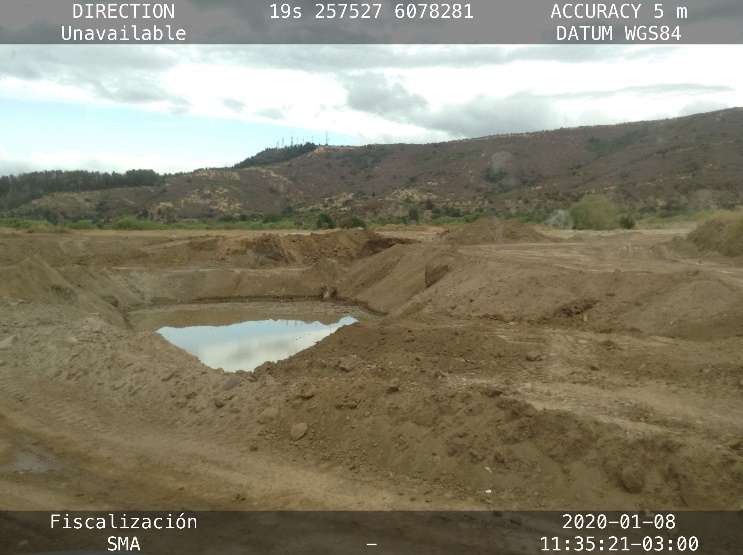 DIRECTION 19s 257527 6078281 ACCURACY 5 m
Unavailable DATUM WGS84
Fiscalización 2020-01-08
SMA – 11:35:21-03:00